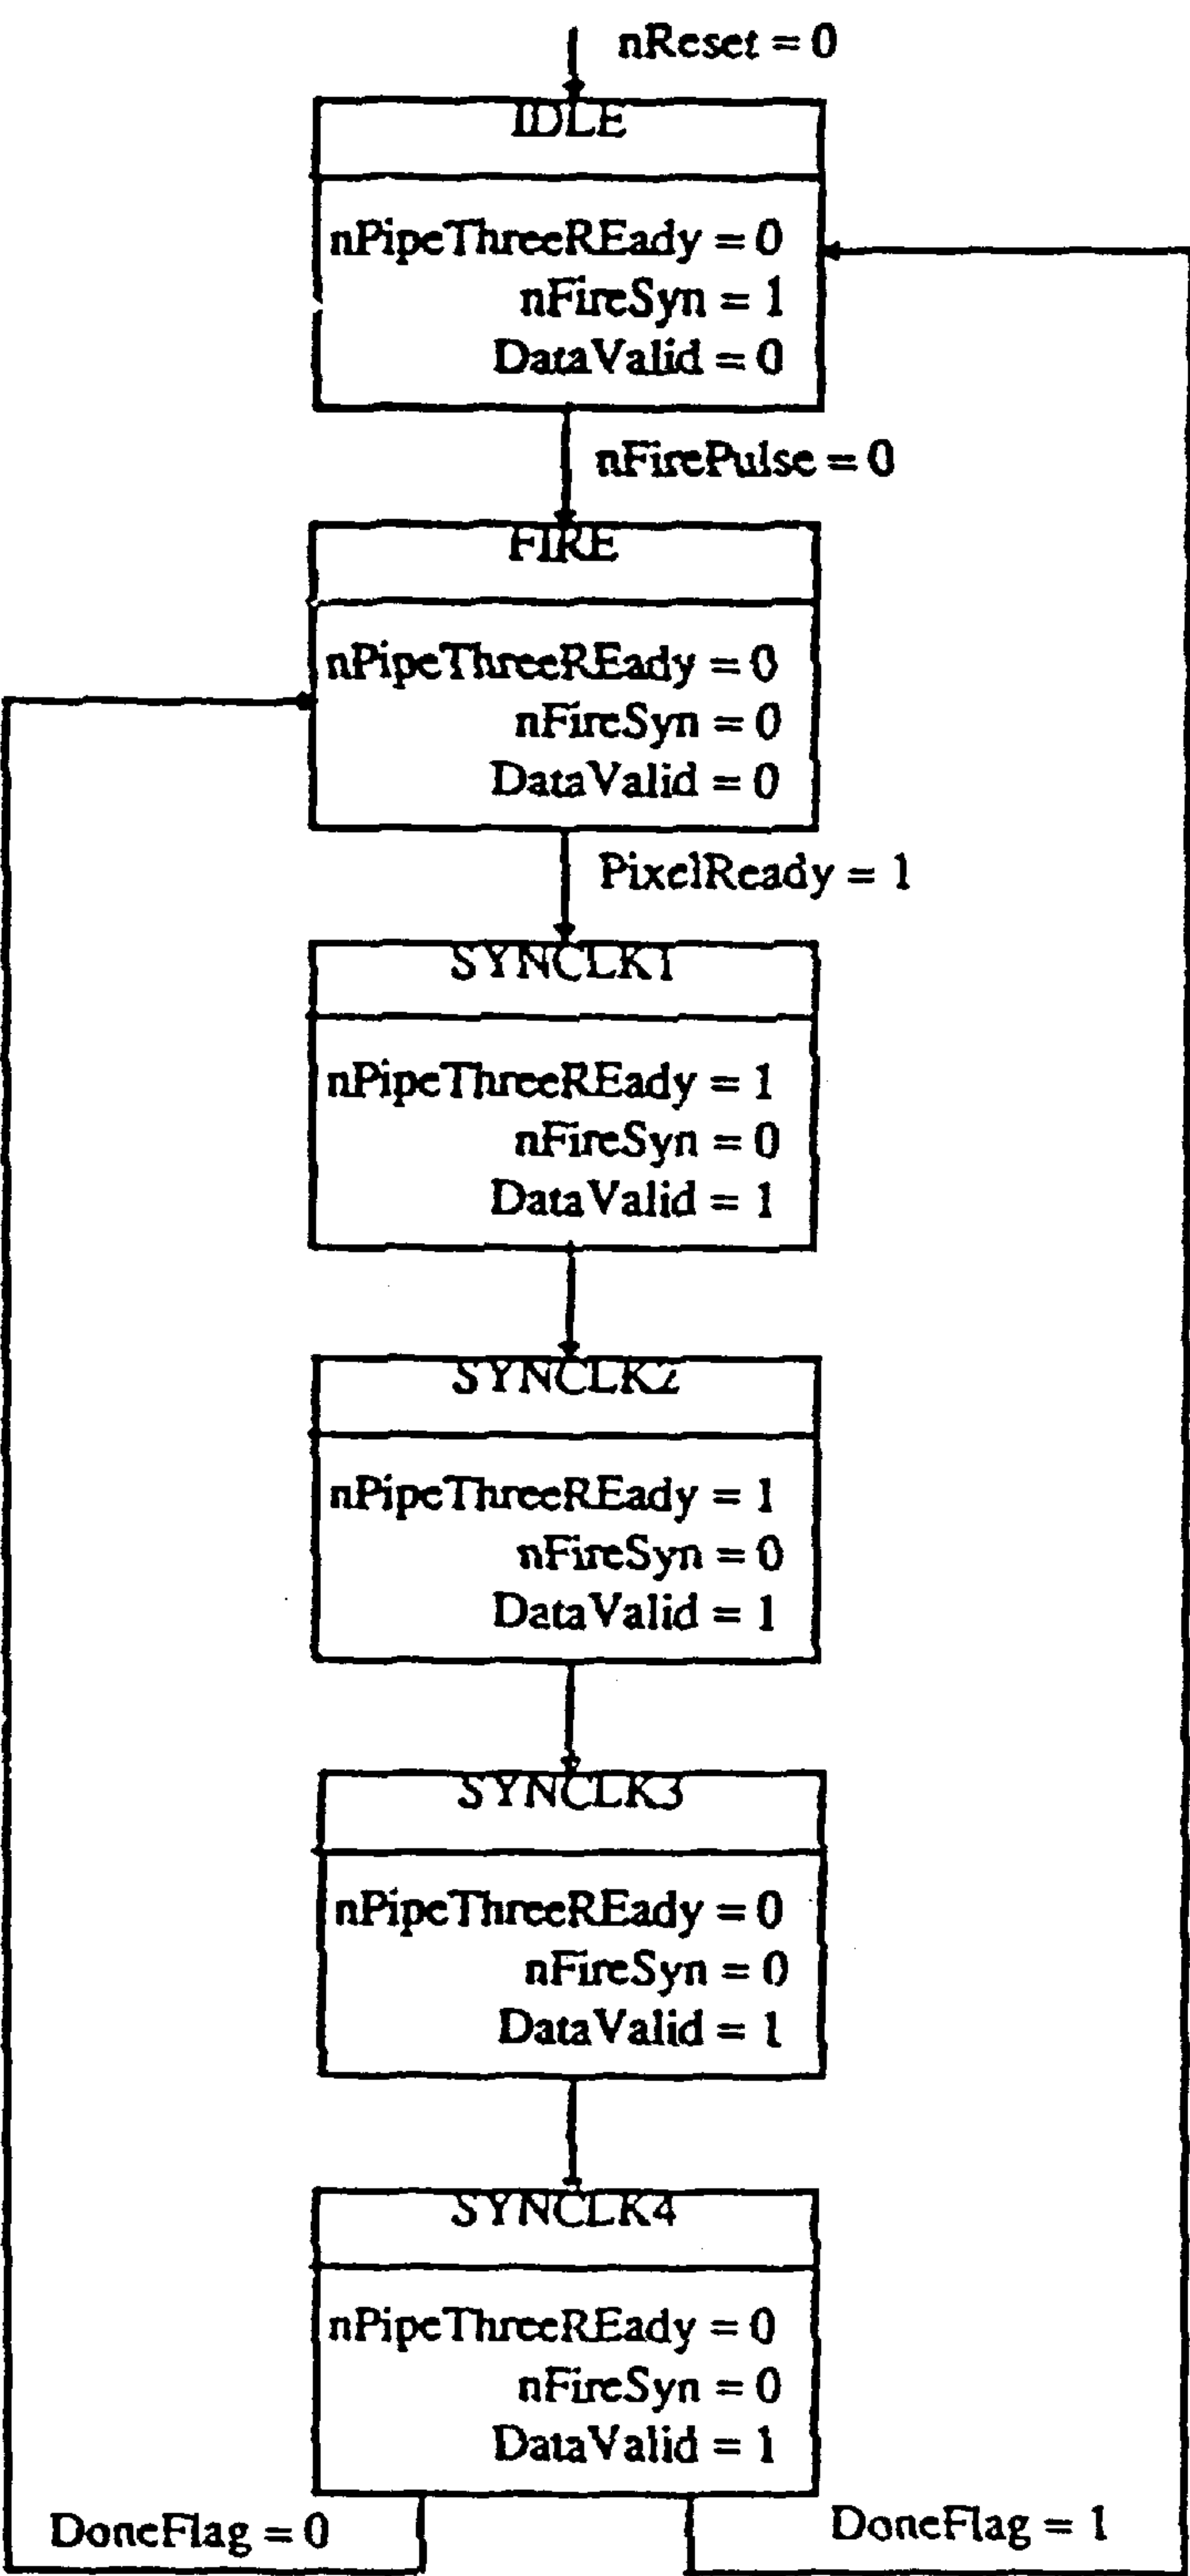 nReset = 0
IDLE
nPipeThreeREady = 0
nFireSyn = 1
DataValid = 0
nFirePulse = 0
FIRE
nPipeThreeREady = 0
nFireSyn = 0
DataValid = 0
PixelReady = 1
SYNCLK1
nPipeThreeREady = 1
nFireSyn = 0
DataValid = 1
SYNCLK2
nPipeThreeREady = 1
nFireSyn = 0
DataValid = 1
SYNCLK3
nPipeThreeREady = 0
nFireSyn = 0
DataValid = 1
SYNCLK4
nPipeThreeREady = 0
nFireSyn = 0
DataValid = 1
DoneFlag = 0
DoneFlag = 1